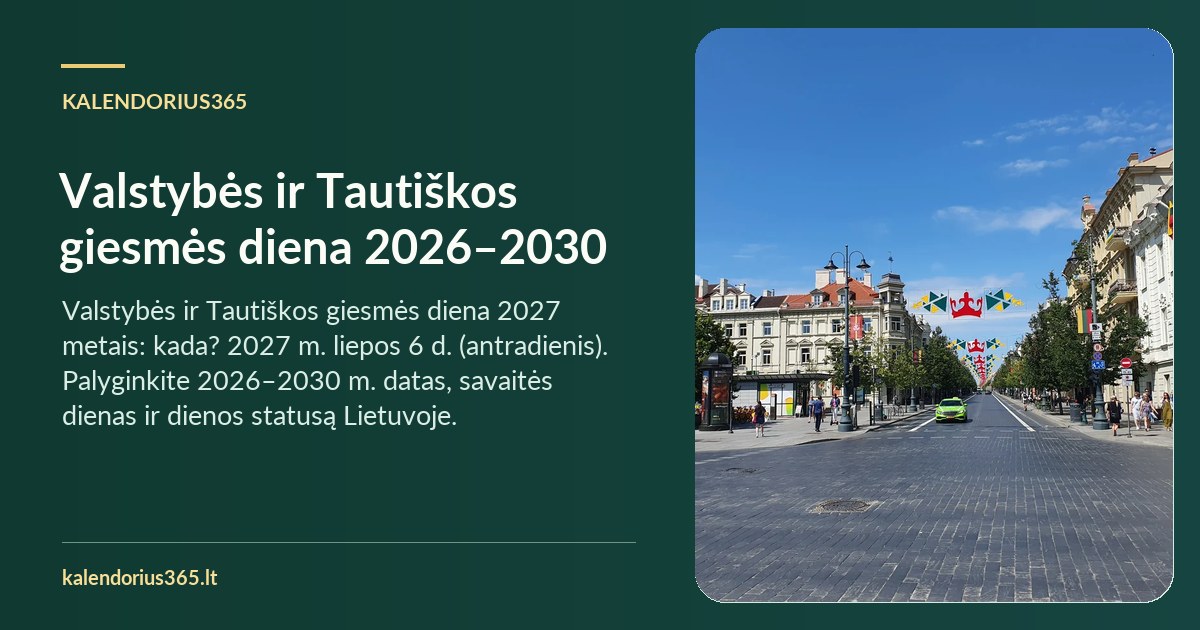 KALENDORIUS365
Valstybės ir Tautiškos
giesmės diena 2026–2030
Valstybės ir Tautiškos giesmės diena 2027
metais: kada? 2027 m. liepos 6 d. (antradienis).
Palyginkite 2026–2030 m. datas, savaitės
dienas ir dienos statusą Lietuvoje.
kalendorius365.lt